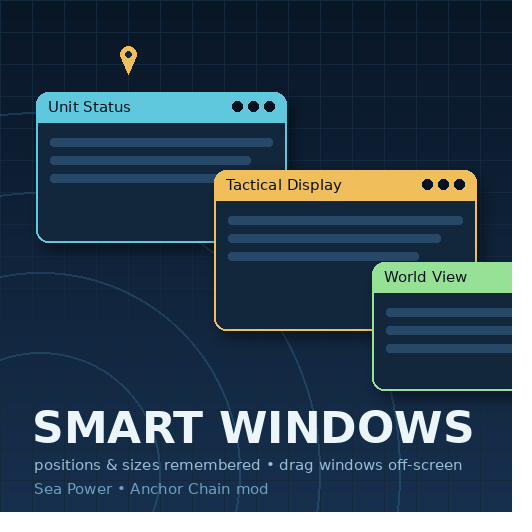 Unit Status
Tactical Display
World View
SMART WINDOWS
positions & sizes remembered • drag windows off-screen
Sea Power • Anchor Chain mod